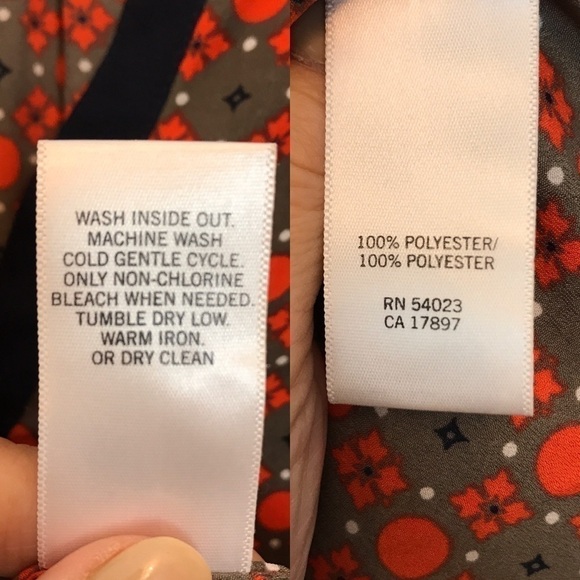 WASH INSIDE OUT.
MACHINE WASH
COLD GENTLE CYCLE.
ONLY NON-CHLORINE
BLEACH WHEN NEEDED.
TUMBLE DRY LOW.
WARM IRON.
OR DRY CLEAN
100% POLYESTER/
100% POLYESTER
RN 54023
CA 17897